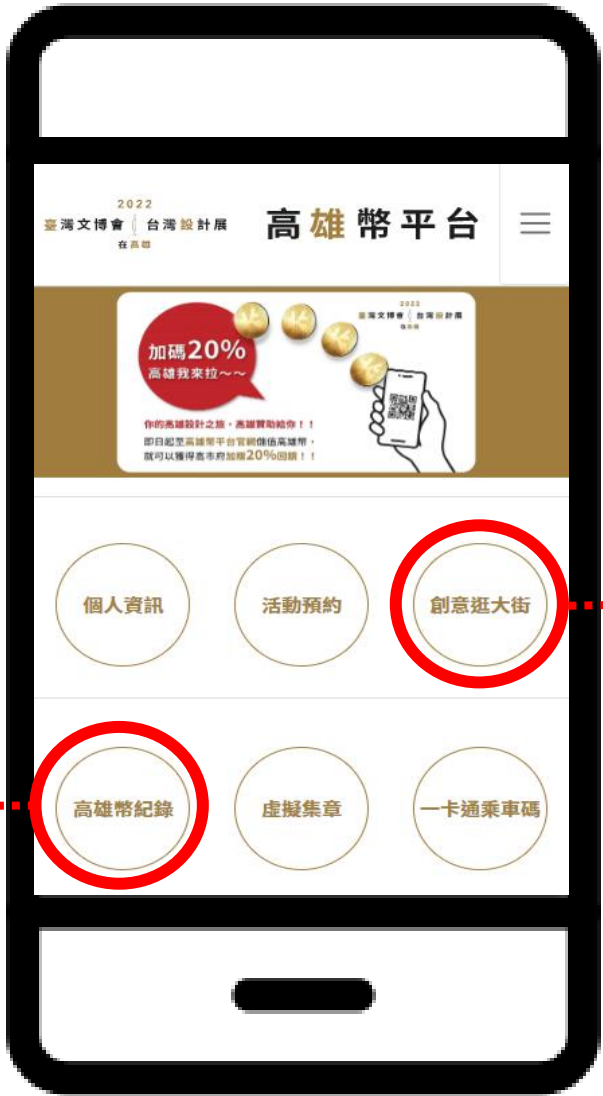 2022
臺灣文博會 台灣設計展
在高雄
高雄幣平台
加碼20%
高雄我來拉～～
2022
臺灣文博會 台灣設計展
在高雄
你的高雄設計之旅，高雄贊助給你！！
即日起至高雄幣平台官網儲值高雄幣，
就可以獲得高市府加碼20%回饋！！
個人資訊
活動預約
創意逛大街
高雄幣紀錄
虛擬集章
一卡通乘車碼